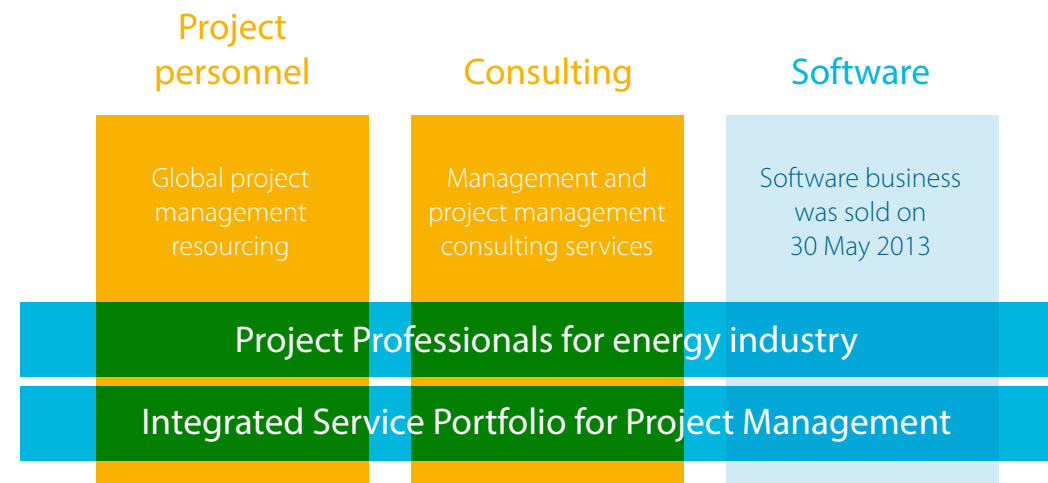 Project
personnel
Consulting
Software
Global project
management
resourcing
Management and
project management
consulting services
Software business
was sold on
30 May 2013
Project Professionals for energy industry
Integrated Service Portfolio for Project Management